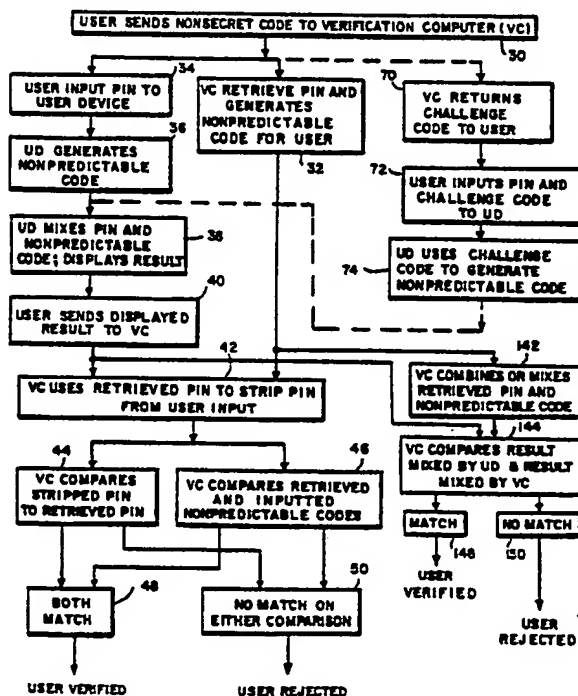 USER SENDS NONSECRET CODE TO VERIFICATION COMPUTER (VC)
30
34
USER INPUT PIN TO
USER DEVICE
VC RETRIEVE PIN AND
GENERATES
NONPREDICTABLE
CODE FOR USER
32
70
VC RETURNS
CHALLENGE
CODE TO USER
36
UD GENERATES
NONPREDICTABLE
CODE
72
USER INPUTS PIN AND
CHALLENGE CODE
TO UD
38
UD MIXES PIN AND
NONPREDICTABLE
CODE; DISPLAYS RESULT
74
UD USES CHALLENGE
CODE TO GENERATE
NONPREDICTABLE CODE
40
USER SENDS DISPLAYED
RESULT TO VC
42
VC USES RETRIEVED PIN TO STRIP PIN
FROM USER INPUT
142
VC COMBINES OR MIXES
RETRIEVED PIN AND
NONPREDICTABLE CODE
144
VC COMPARES RESULT
MIXED BY UD & RESULT
MIXED BY VC
44
VC COMPARES
STRIPPED PIN
TO RETRIEVED PIN
46
VC COMPARES RETRIEVED
AND INPUTTED
NONPREDICTABLE CODES
MATCH
148
USER
VERIFIED
NO MATCH
150
USER
REJECTED
48
BOTH
MATCH
50
NO MATCH ON
EITHER COMPARISON
USER VERIFIED
USER REJECTED